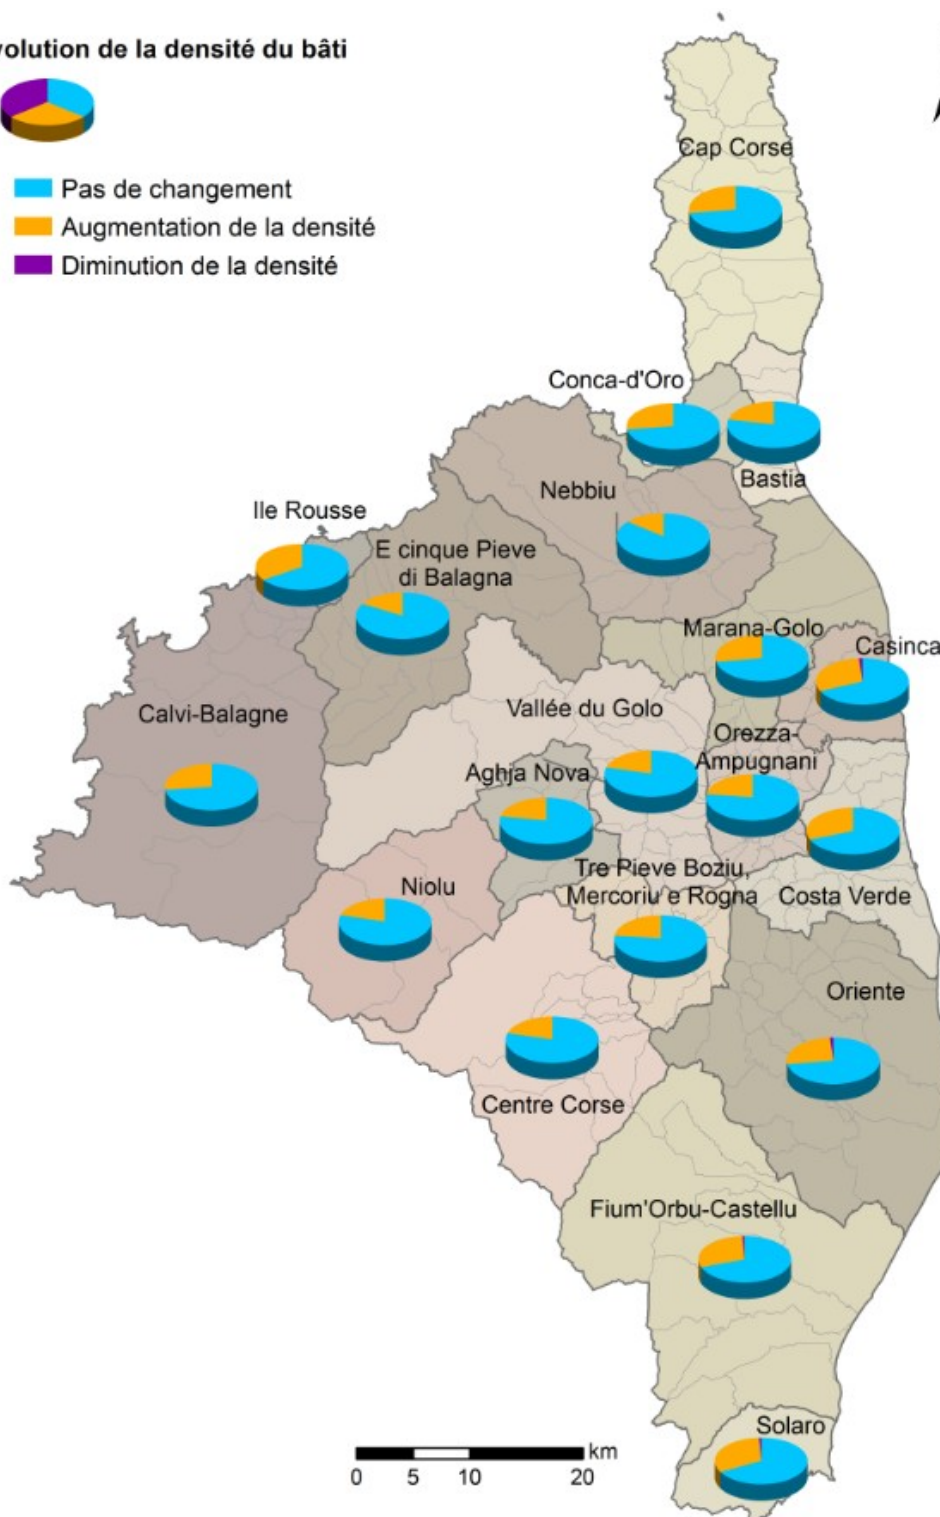 volution de la densité du bâti
Pas de changement
Augmentation de la densité
Diminution de la densité
Cap Corse
Conca-d'Oro
Bastia
Nebbiu
Ile Rousse
E cinque Pieve
di Balagna
Marana-Golo
Casinca
Calvi-Balagne
Vallée du Golo
Orezza-
Ampugnani
Aghja Nova
Tre Pieve Boziu,
Mercoriu e Rogna
Costa Verde
Niolu
Oriente
Centre Corse
Fium'Orbu-Castellu
Solaro
km
0 5 10 20